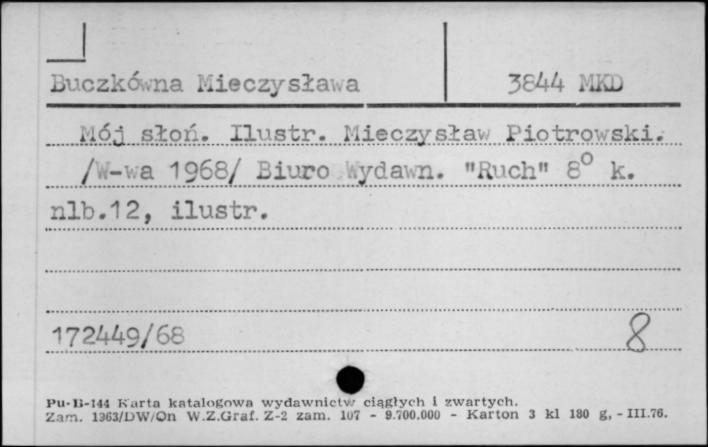 Buczkówna Mieczysława 3844 MKD
Mój słoń. Ilustr. Mieczysław Piotrowski.
/W-wa 1968/ Biuro Wydawn. "Ruch" 8° k.
nlb.12, ilustr.
172449/68 8
Pu-B-144 Karta katalogowa wydawnictw ciągłych i zwartych.
Zam. 1363/DW/On W.Z.Graf. Z-2 zam. 107 - 9.700.000 - Karton 3 kl 180 g, - III.76.